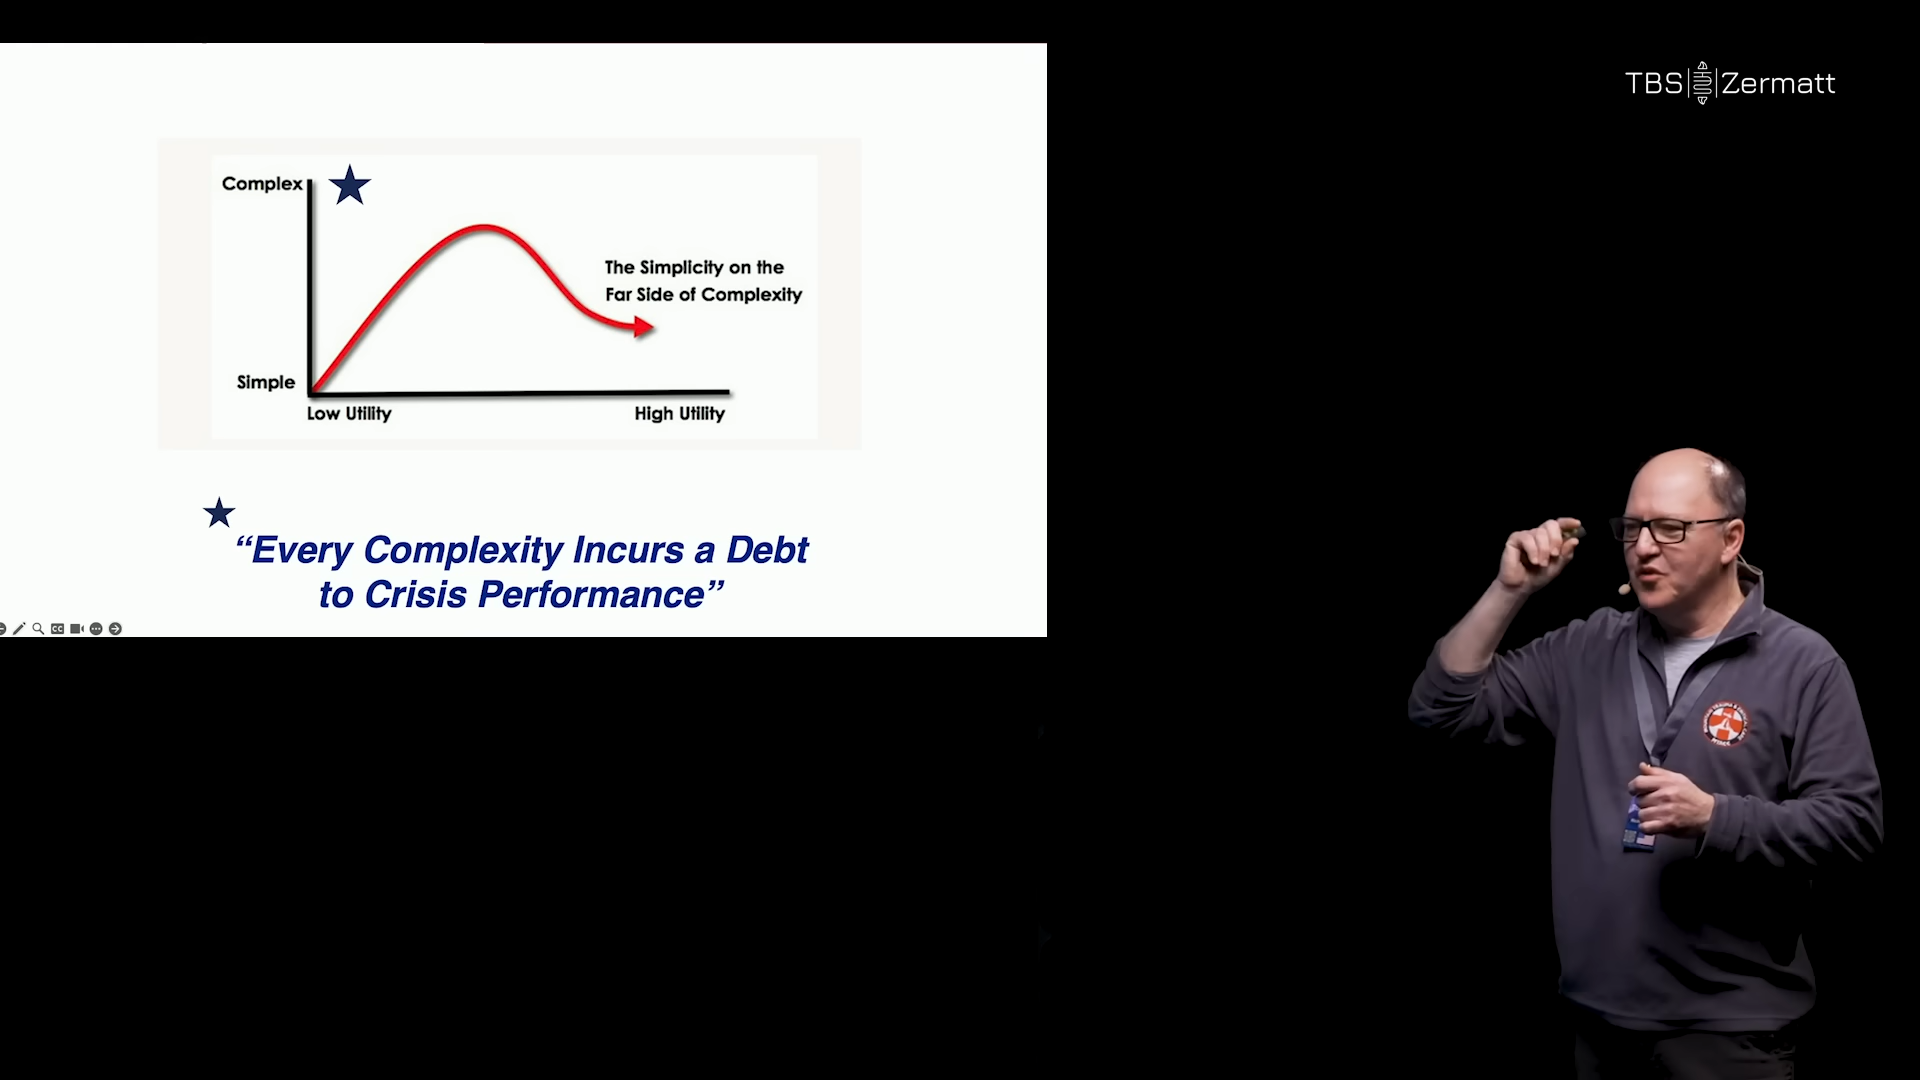 TBS Zermatt
Complex
The Simplicity on the
Far Side of Complexity
Simple
Low Utility
High Utility
“Every Complexity Incurs a Debt
to Crisis Performance”
CC